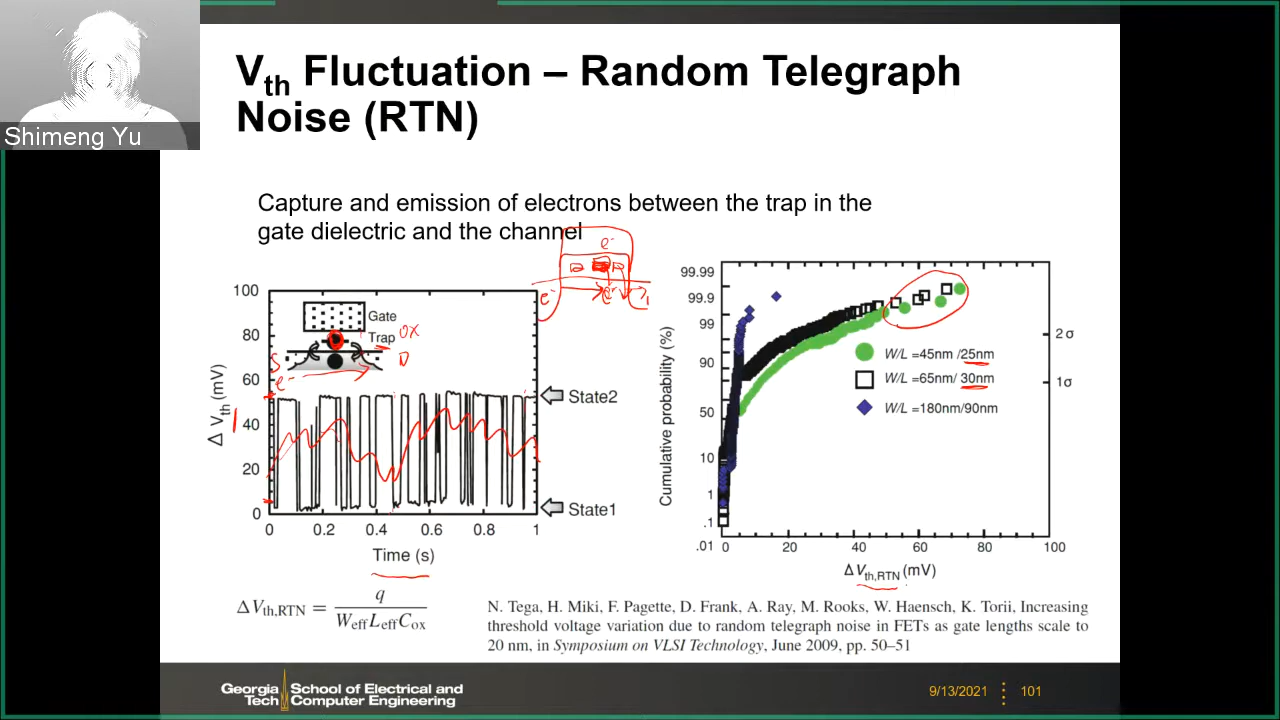 Shimeng Yu
Vth Fluctuation – Random Telegraph
Noise (RTN)
Capture and emission of electrons between the trap in the
gate dielectric and the channel
e-
e-
e-
100
80
60
40
20
0
Δ Vth (mV)
Gate
Trap
OX
S
D
e-
State2
State1
0 0.2 0.4 0.6 0.8 1
Time (s)
99.99
99.9
99
90
50
10
1
.1
.01
Cumulative probability (%)
2 σ
1 σ
W/L =45nm /25nm
W/L =65nm/ 30nm
W/L =180nm/90nm
0 20 40 60 80 100
ΔVth,RTN (mV)
ΔVth,RTN = q / WeffLeffCox
N. Tega, H. Miki, F. Pagette, D. Frank, A. Ray, M. Rooks, W. Haensch, K. Torii, Increasing
threshold voltage variation due to random telegraph noise in FETs as gate lengths scale to
20 nm, in Symposium on VLSI Technology, June 2009, pp. 50–51
Georgia Tech
School of Electrical and
Computer Engineering
9/13/2021
101